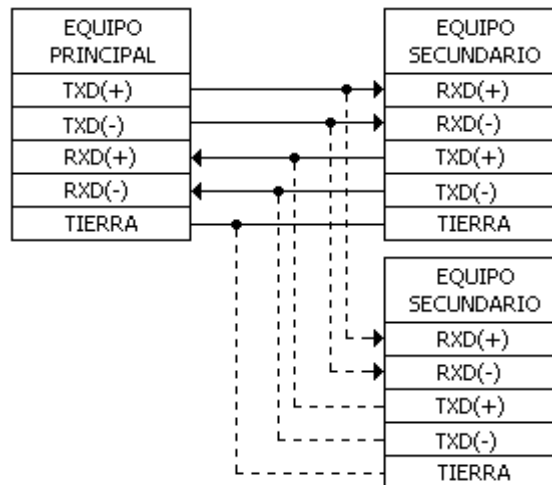 EQUIPO
PRINCIPAL
TXD(+)
TXD(-)
RXD(+)
RXD(-)
TIERRA
EQUIPO
SECUNDARIO
RXD(+)
RXD(-)
TXD(+)
TXD(-)
TIERRA
EQUIPO
SECUNDARIO
RXD(+)
RXD(-)
TXD(+)
TXD(-)
TIERRA